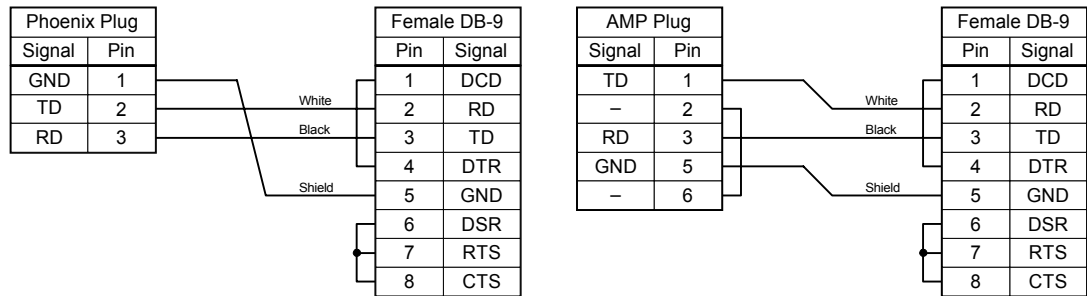 Phoenix Plug
Signal Pin
GND 1
TD 2
RD 3
White
Black
Shield
Female DB-9
Pin Signal
1 DCD
2 RD
3 TD
4 DTR
5 GND
6 DSR
7 RTS
8 CTS
AMP Plug
Signal Pin
TD 1
– 2
RD 3
GND 5
– 6
White
Black
Shield
Female DB-9
Pin Signal
1 DCD
2 RD
3 TD
4 DTR
5 GND
6 DSR
7 RTS
8 CTS